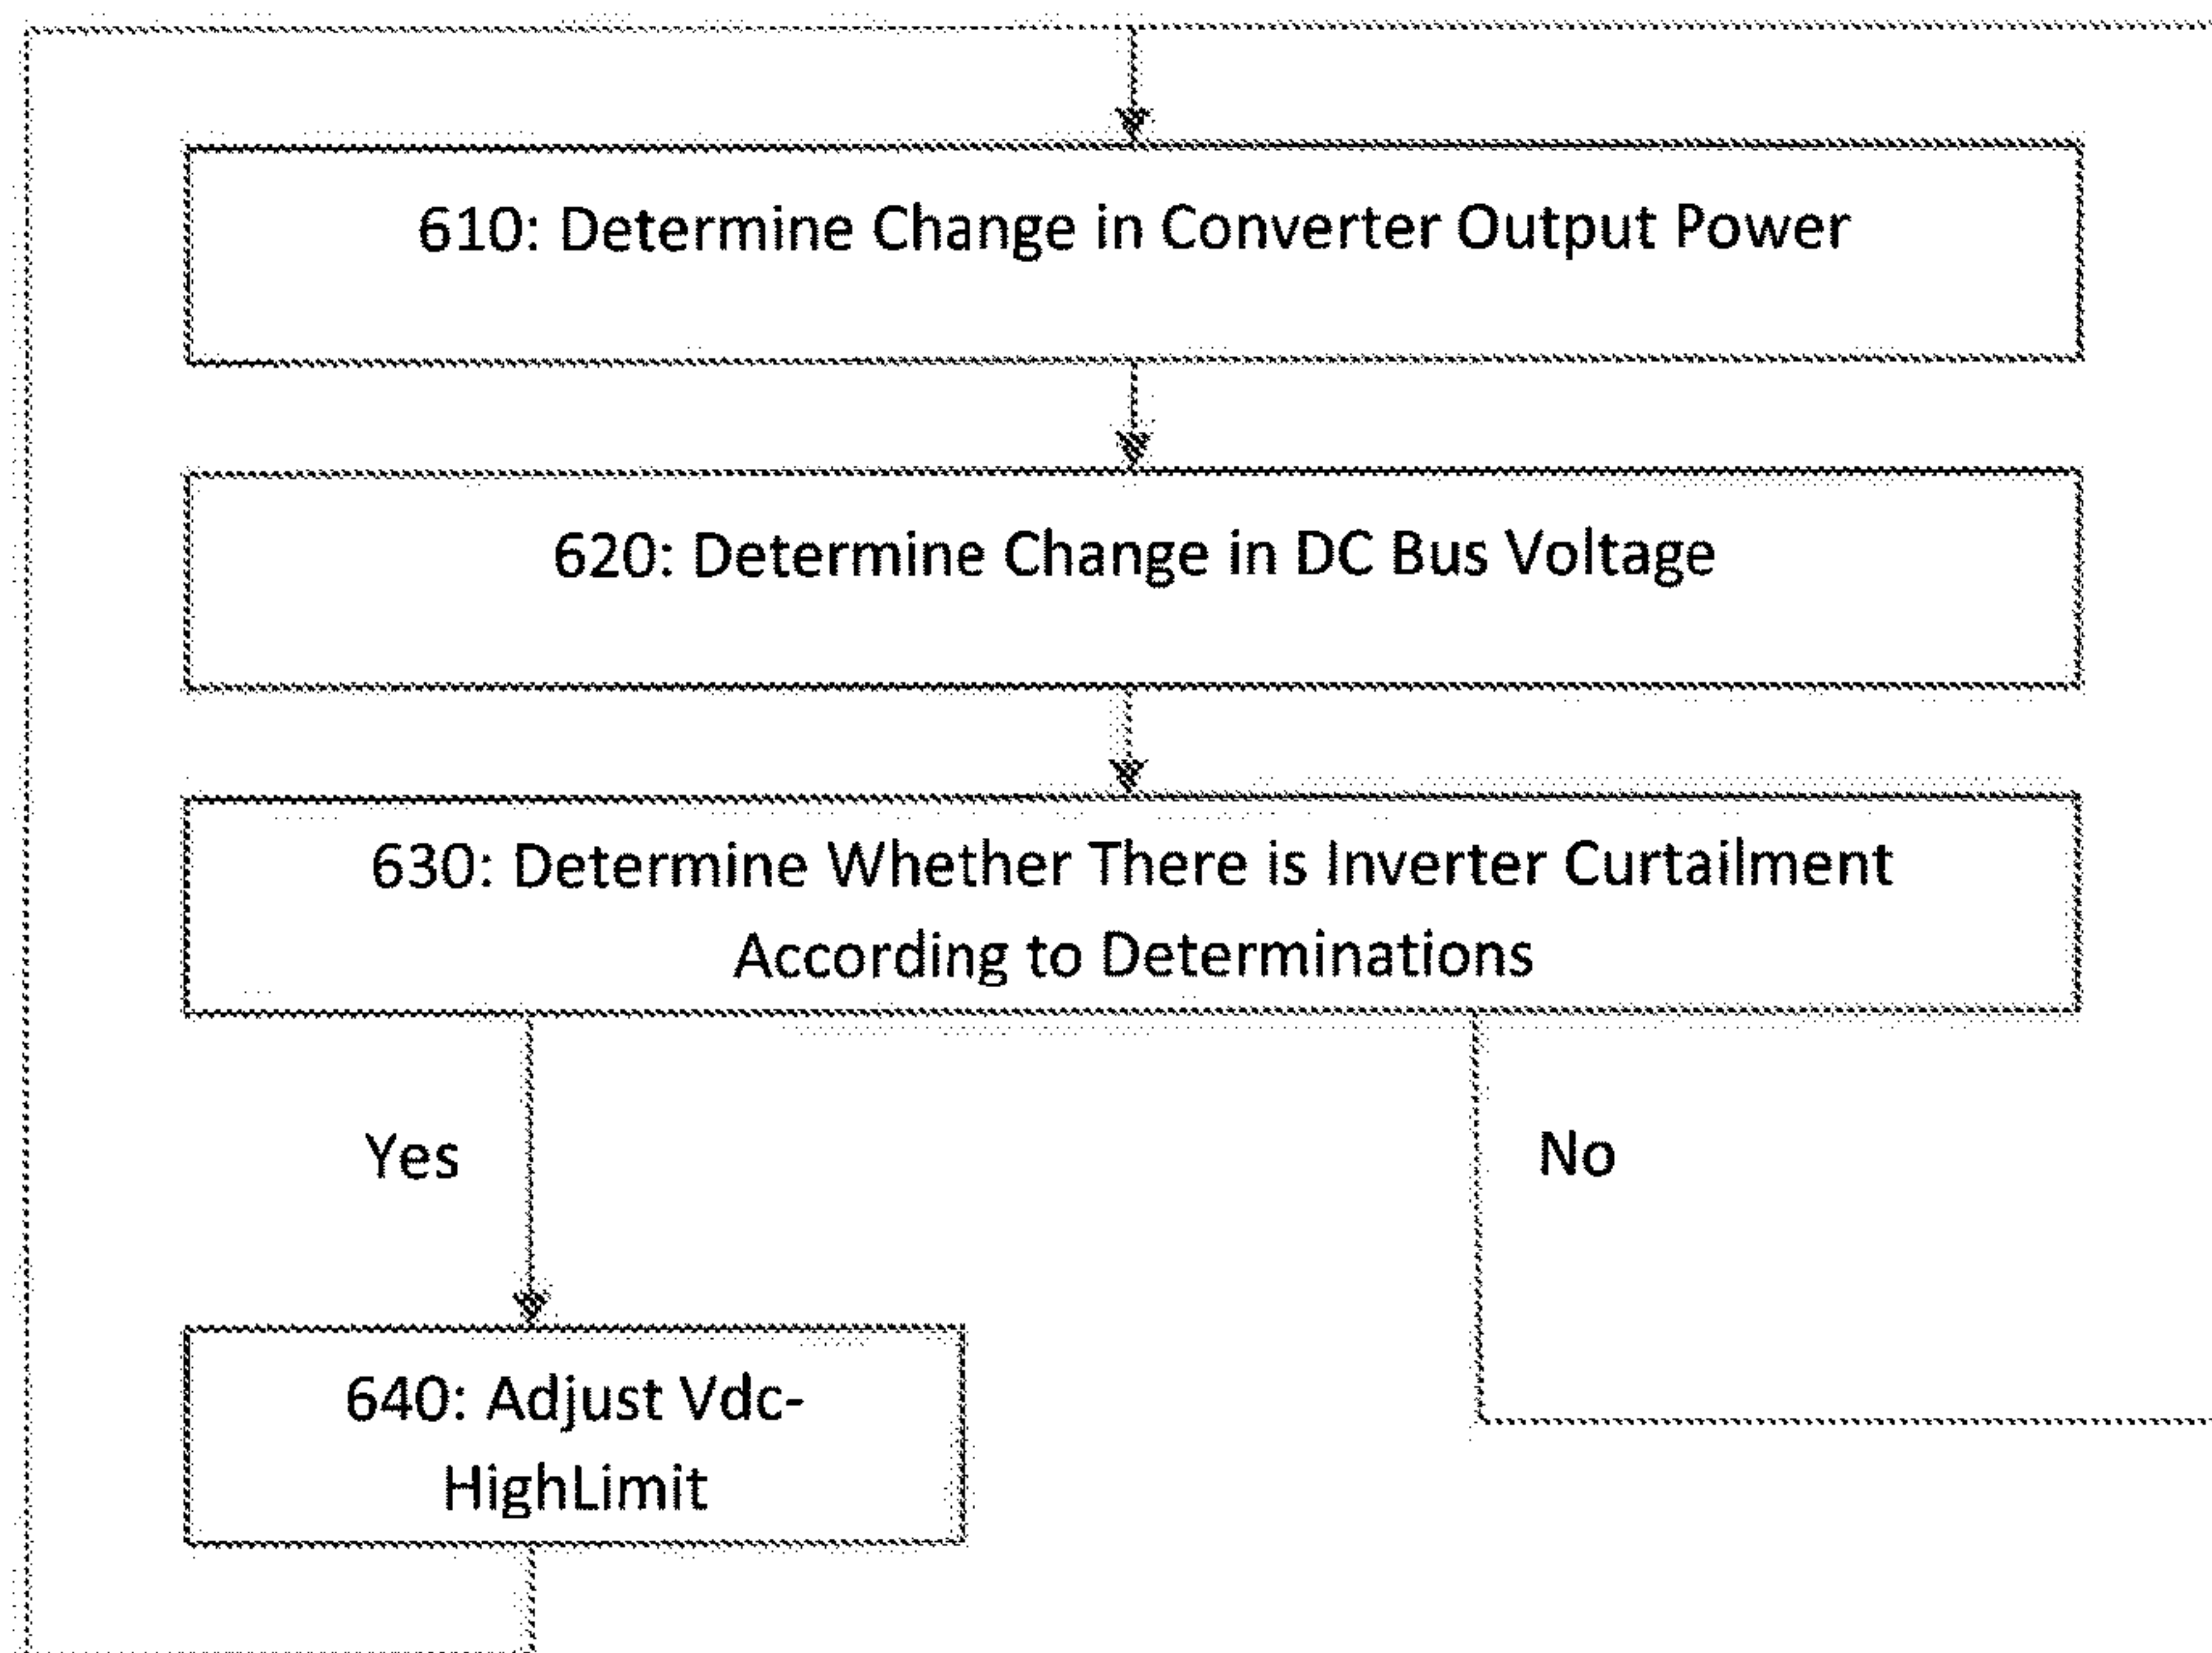 610: Determine Change in Converter Output Power
620: Determine Change in DC Bus Voltage
630: Determine Whether There is Inverter Curtailment
According to Determinations
Yes
No
640: Adjust Vdc-
HighLimit